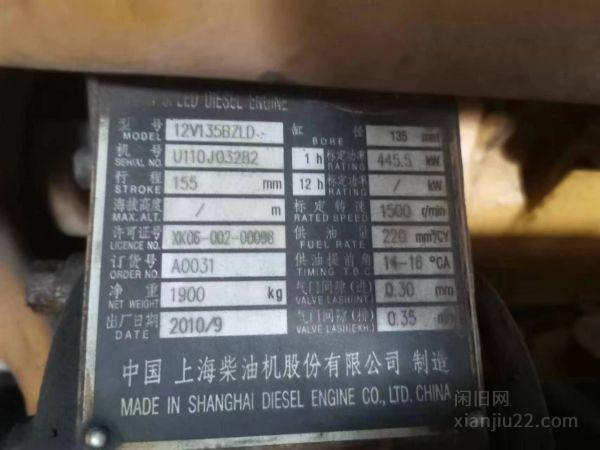 SPEED DIESEL ENGINE
型号 MODEL 12V135BZLD 缸径 BORE 135 mm
机号 SERIAL NO. U110J03282 1h 标定功率 RATING 445.5 kW
行程 STROKE 155 mm 12h 标定功率 RATING / kW
海拔高度 MAX. ALT. / m 标定转速 RATED SPEED 1500 r/min
许可证号 LICENCE NO. XK06-002-00098 供油量 FUEL RATE 220 mm³/CY
订货号 ORDER NO. A0031 供油提前角 TIMING T.D.C 14-16 °CA
净重 NET WEIGHT 1900 kg 气门间隙(进) VALVE LASH(INT.) 0.30 mm
出厂日期 DATE 2010/9 气门间隙(排) VALVE LASH(EXH.) 0.35 mm
中国 上海柴油机股份有限公司 制造
MADE IN SHANGHAI DIESEL ENGINE CO., LTD. CHINA
闲旧网
xianjiu22.com